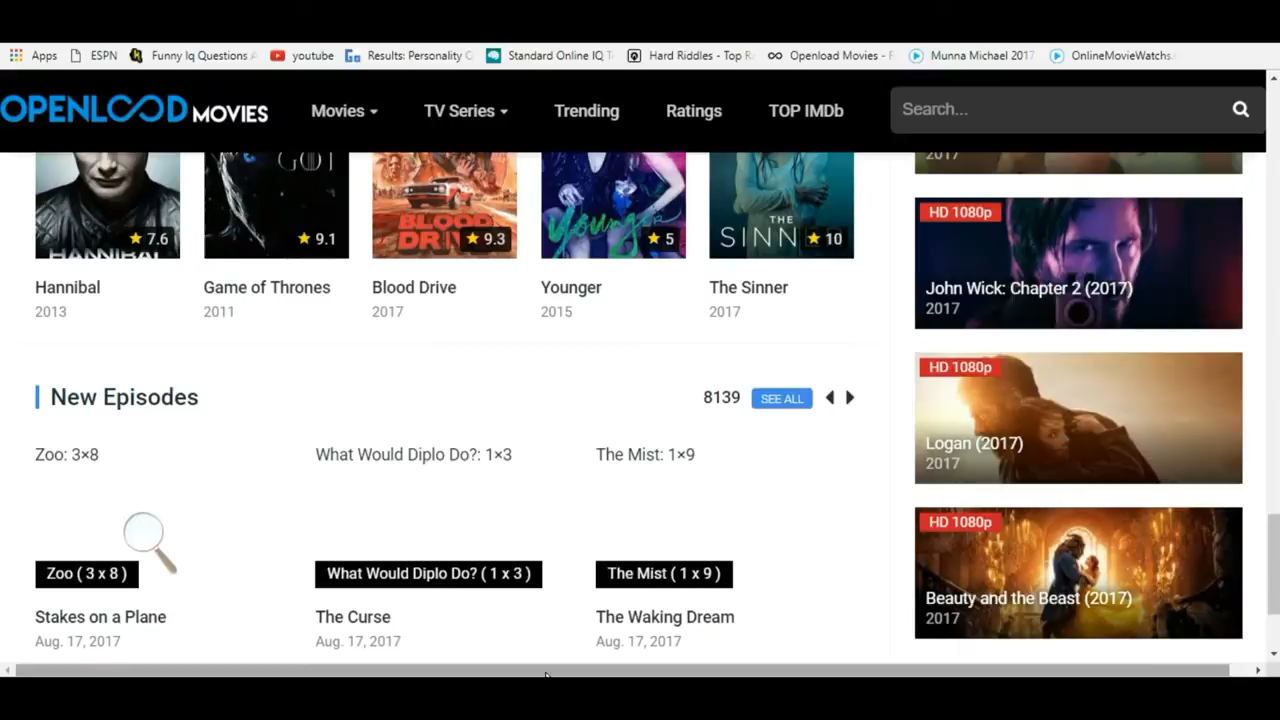 Apps ESPN Funny Iq Questions youtube Results: Personality Standard Online IQ Hard Riddles - Top Openload Movies - Munna Michael 2017 OnlineMovieWatchs
OPENLOOD MOVIES Movies TV Series Trending Ratings TOP IMDb Search...
GOT
BLOOD
younger
THE
HANNIBAL
7.6 9.1 9.3 5 10
Hannibal Game of Thrones Blood Drive Younger The Sinner
2013 2011 2017 2015 2017
New Episodes 8139 SEE ALL
Zoo: 3×8 What Would Diplo Do?: 1×3 The Mist: 1×9
Zoo ( 3 x 8 ) What Would Diplo Do? ( 1 x 3 ) The Mist ( 1 x 9 )
Stakes on a Plane The Curse The Waking Dream
Aug. 17, 2017 Aug. 17, 2017 Aug. 17, 2017
2017
HD 1080p
John Wick: Chapter 2 (2017)
2017
HD 1080p
Logan (2017)
2017
HD 1080p
Beauty and the Beast (2017)
2017